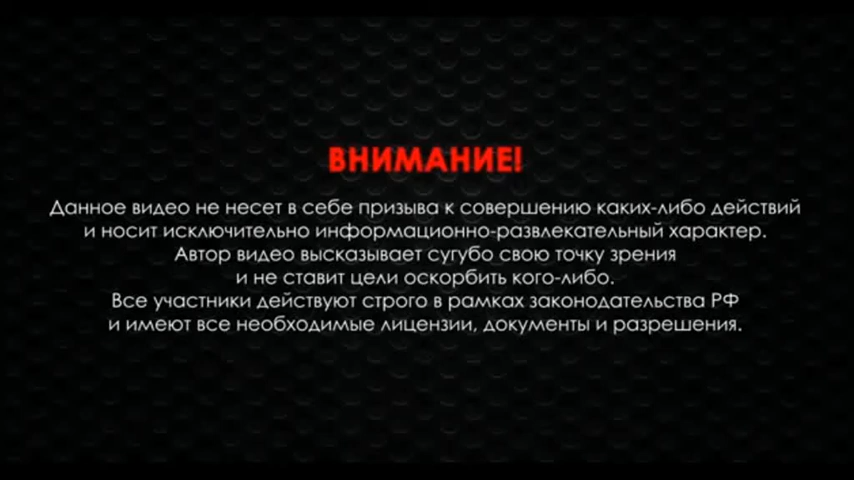 ВНИМАНИЕ!
Данное видео не несет в себе призыва к совершению каких-либо действий
и носит исключительно информационно-развлекательный характер.
Автор видео высказывает сугубо свою точку зрения
и не ставит цели оскорбить кого-либо.
Все участники действуют строго в рамках законодательства РФ
и имеют все необходимые лицензии, документы и разрешения.